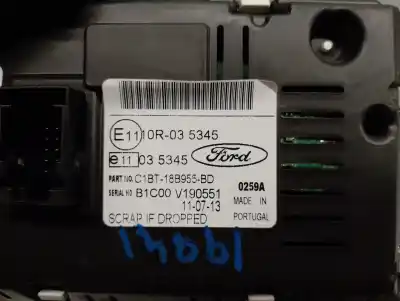 E11 10R-03 5345
e11 03 5345
Ford
PART NO. C1BT-18B955-BD
0259A
SERIAL NO B1C00 V190551
11-07-13
MADE IN
PORTUGAL
SCRAP IF DROPPED